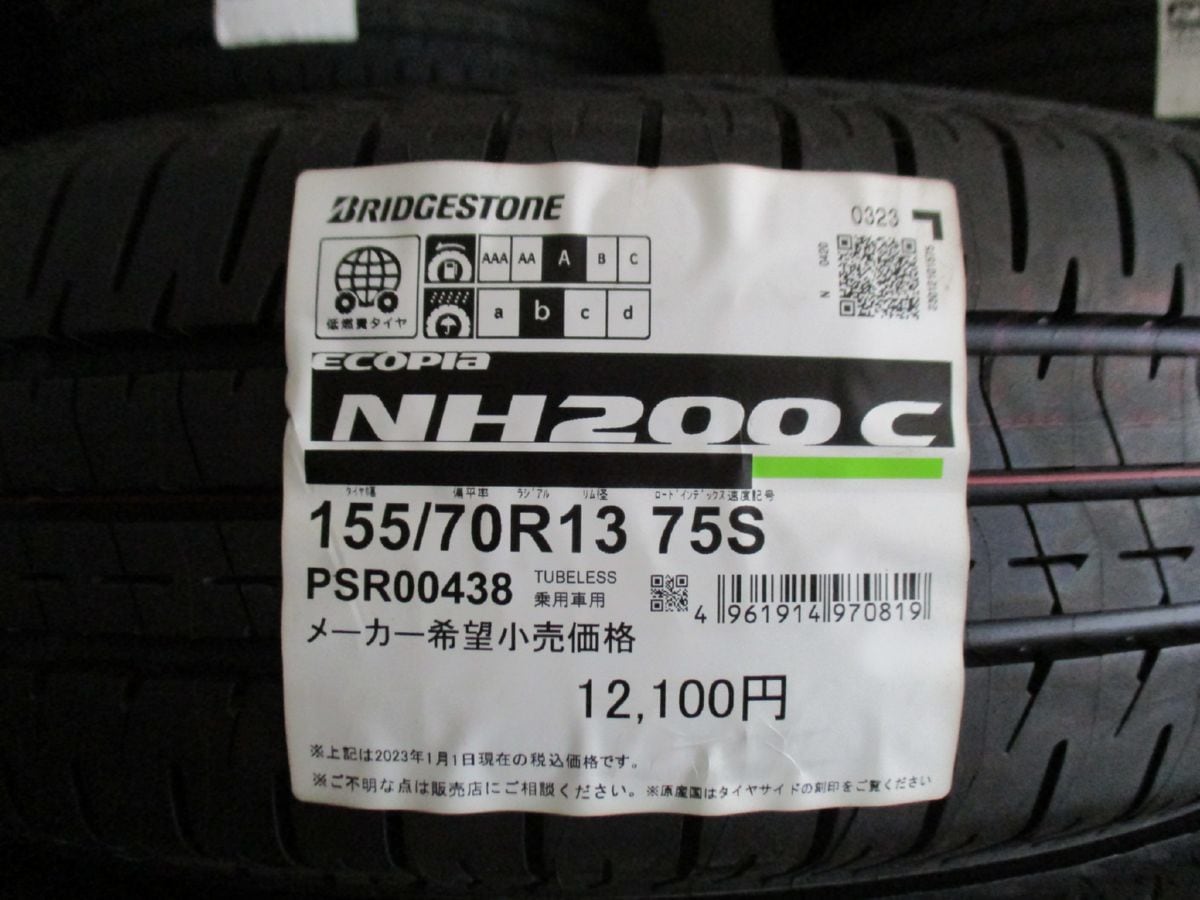 BRIDGESTONE
0323
低燃費タイヤ
AAA AA A B C
a b c d
N 0420
ECOPIA
NH200 C
タイヤの幅 偏平率 ラジアル リム径 ロードインデックス 速度記号
155/70R13 75S
PSR00438
TUBELESS
乗用車用
4 961914 970819
メーカー希望小売価格
12,100円
※上記は2023年1月1日現在の税込価格です。
※ご不明な点は販売店にご相談ください。※原産国はタイヤサイドの刻印をご覧ください